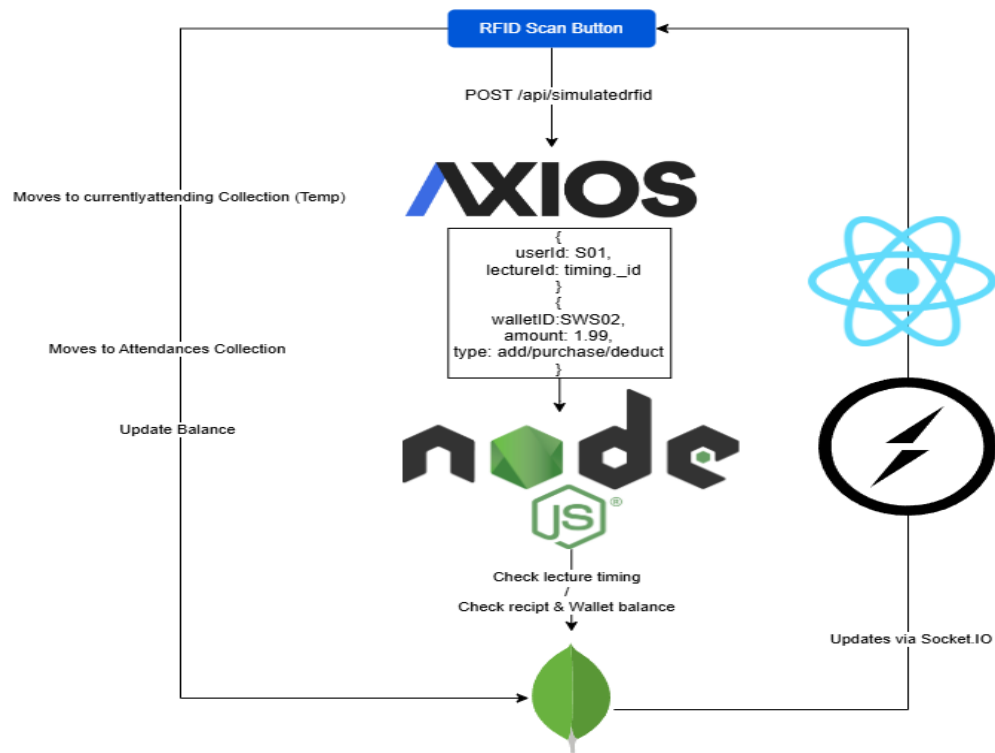 RFID Scan Button
POST /api/simulatedrfid
AXIOS
Moves to currentlyattending Collection (Temp)
{
userId: S01,
lectureId: timing._id
}
{
walletID:SWS02,
amount: 1.99,
type: add/purchase/deduct
}
Moves to Attendances Collection
Update Balance
node
JS®
Check lecture timing
/
Check recipt & Wallet balance
Updates via Socket.IO